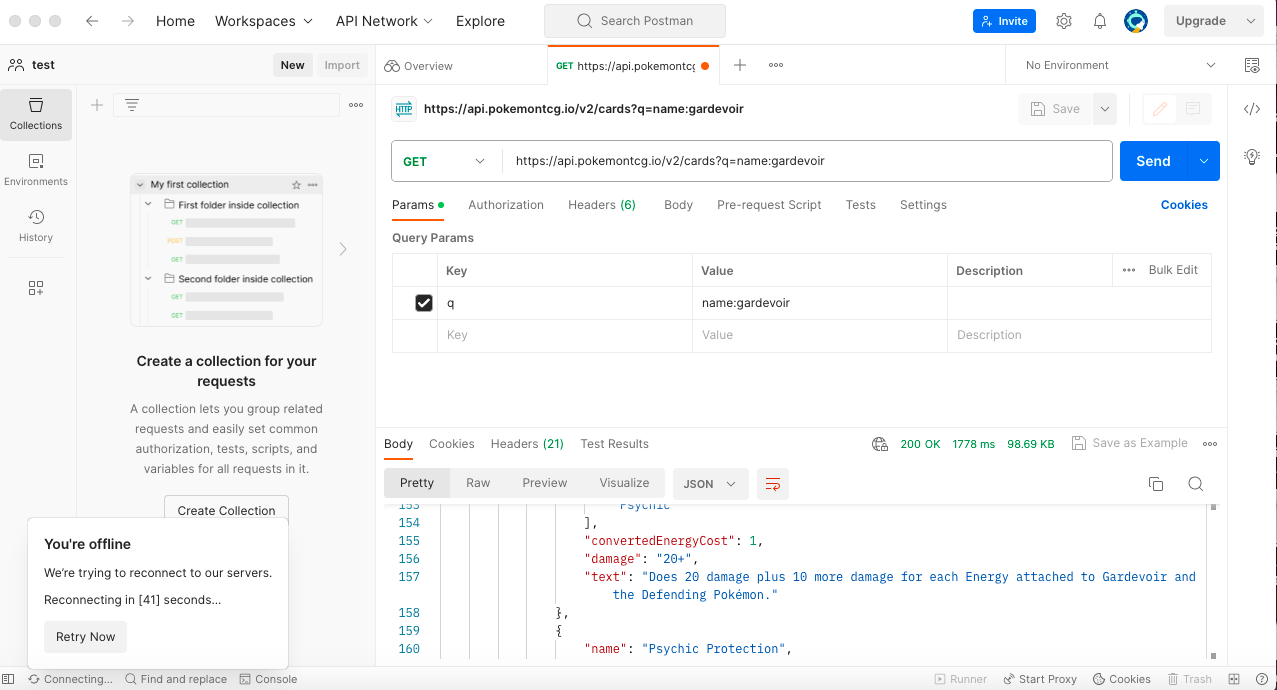 Home Workspaces API Network Explore Search Postman Invite Upgrade
test New Import Overview GET https://api.pokemontcg No Environment
https://api.pokemontcg.io/v2/cards?q=name:gardevoir Save
Collections
Environments
History
My first collection
First folder inside collection
GET
POST
GET
Second folder inside collection
GET
GET
Create a collection for your
requests
A collection lets you group related
requests and easily set common
authorization, tests, scripts, and
variables for all requests in it.
Create Collection
You're offline
We're trying to reconnect to our servers.
Reconnecting in [41] seconds...
Retry Now
GET https://api.pokemontcg.io/v2/cards?q=name:gardevoir Send
Params Authorization Headers (6) Body Pre-request Script Tests Settings Cookies
Query Params
Key Value Description Bulk Edit
q name:gardevoir
Key Value Description
Body Cookies Headers (21) Test Results 200 OK 1778 ms 98.69 KB Save as Example
Pretty Raw Preview Visualize JSON
153 "Psychic"
154 ],
155 "convertedEnergyCost": 1,
156 "damage": "20+",
157 "text": "Does 20 damage plus 10 more damage for each Energy attached to Gardevoir and
the Defending Pokémon."
158 },
159 {
160 "name": "Psychic Protection",
Connecting... Find and replace Console Runner Start Proxy Cookies Trash